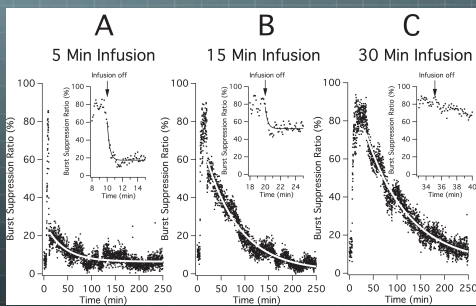 A
B
C
5 Min Infusion
15 Min Infusion
30 Min Infusion
Burst Suppression Ratio (%)
100
80
60
40
20
0
0 50 100 150 200 250
Time (min)
Infusion off
Burst Suppression Ratio (%)
100
80
60
40
20
0
8 10 12 14
Time (min)
Burst Suppression Ratio (%)
100
80
60
40
20
0
0 50 100 150 200 250
Time (min)
Infusion off
Burst Suppression Ratio (%)
100
80
60
40
20
0
18 20 22 24
Time (min)
Burst Suppression Ratio (%)
100
80
60
40
20
0
0 50 100 150 200 250
Time (min)
Infusion off
Burst Suppression Ratio (%)
100
80
60
40
20
0
34 36 38 40
Time (min)